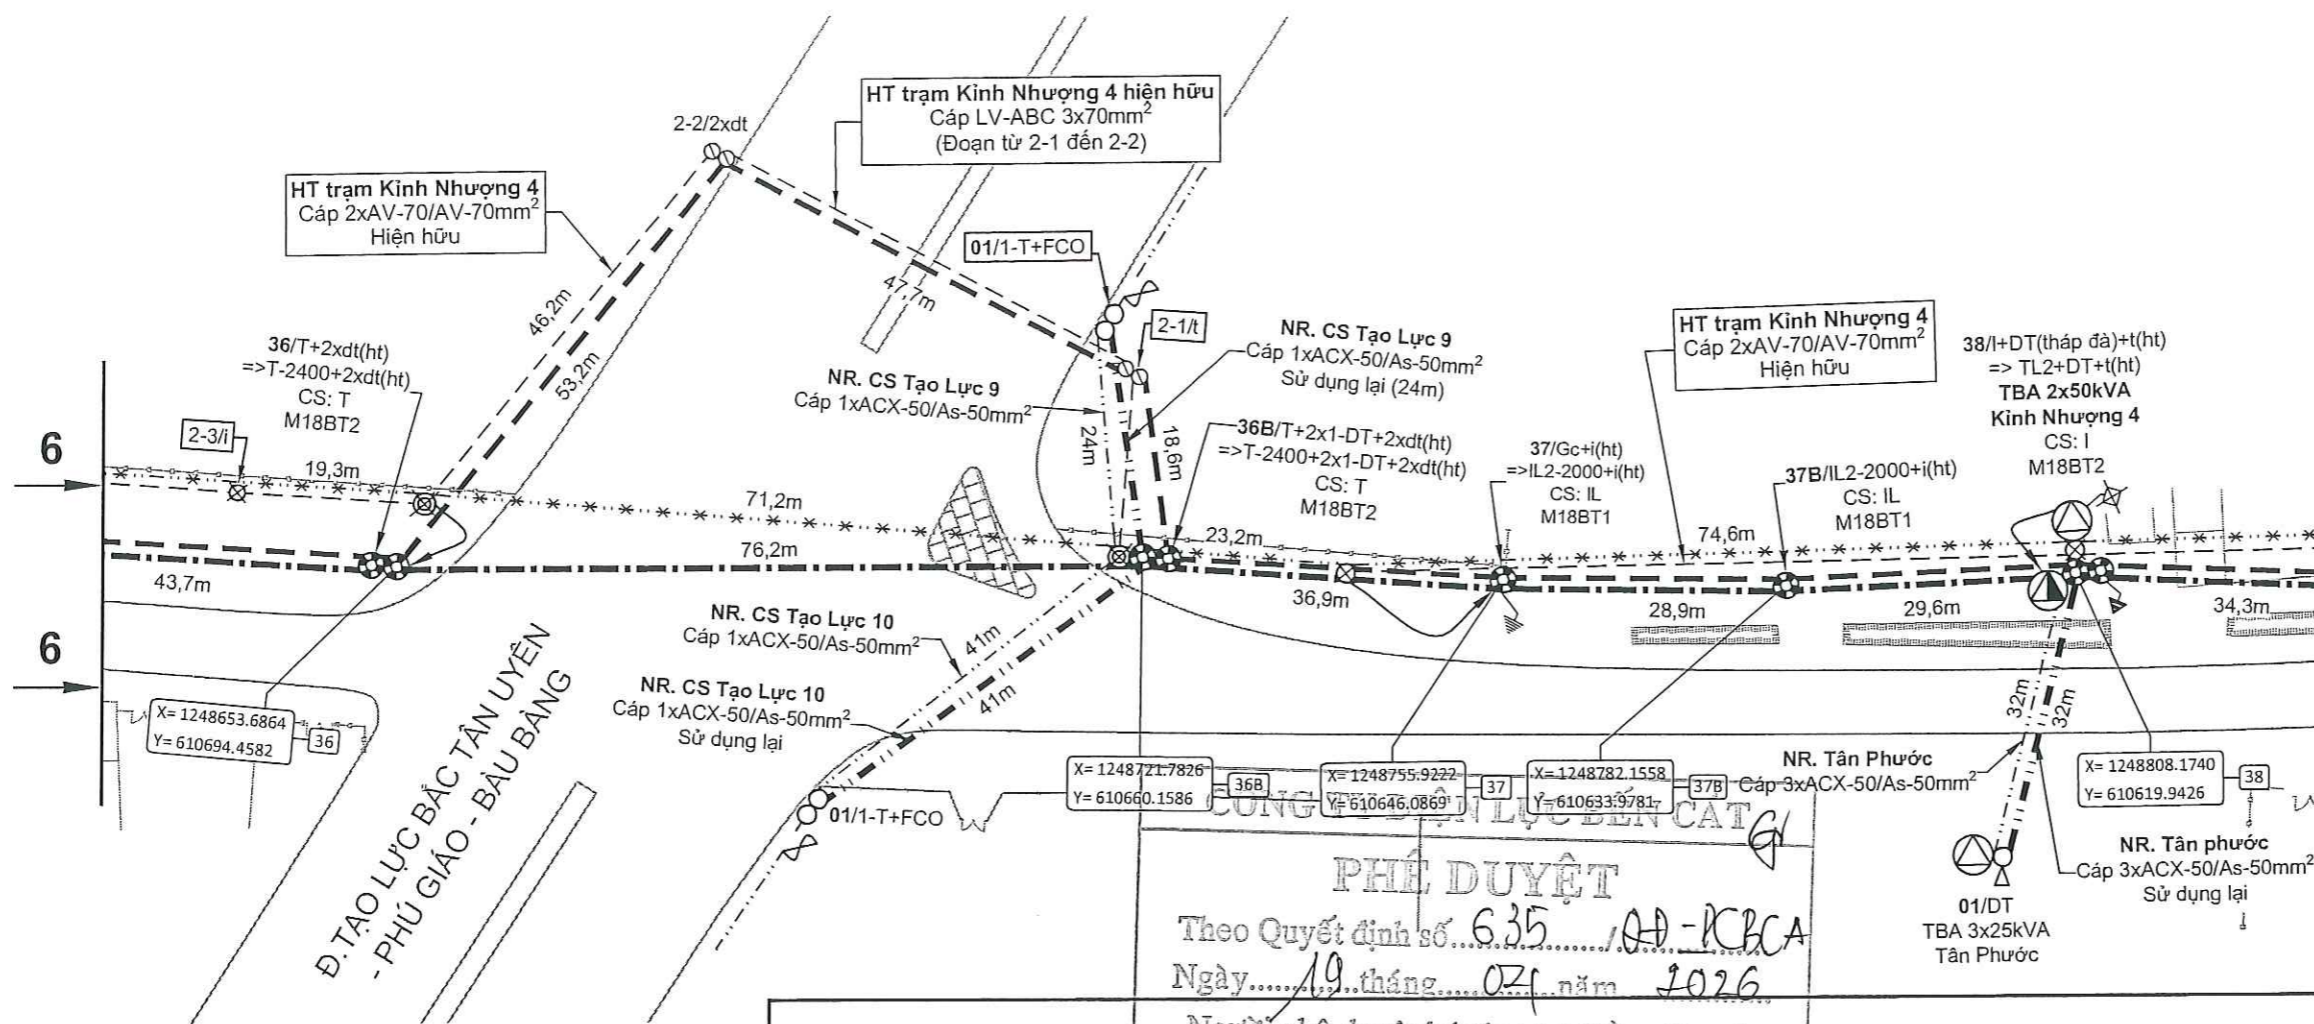 HT trạm Kỉnh Nhượng 4 hiện hữu
Cáp LV-ABC 3x70mm²
(Đoạn từ 2-1 đến 2-2)
2-2/2xdt
HT trạm Kỉnh Nhượng 4
Cáp 2xAV-70/AV-70mm²
Hiện hữu
46,2m
53,2m
47,7m
01/1-T+FCO
2-1/t
36/T+2xdt(ht)
=>T-2400+2xdt(ht)
CS: T
M18BT2
2-3/i
19,3m
6
NR. CS Tạo Lực 9
Cáp 1xACX-50/As-50mm²
24m
18,6m
NR. CS Tạo Lực 9
Cáp 1xACX-50/As-50mm²
Sử dụng lại (24m)
36B/T+2x1-DT+2xdt(ht)
=>T-2400+2x1-DT+2xdt(ht)
CS: T
M18BT2
37/Gc+i(ht)
=>IL2-2000+i(ht)
CS: IL
M18BT1
HT trạm Kỉnh Nhượng 4
Cáp 2xAV-70/AV-70mm²
Hiện hữu
37B/IL2-2000+i(ht)
CS: IL
M18BT1
38/I+DT(tháp đà)+t(ht)
=> TL2+DT+t(ht)
TBA 2x50kVA
Kỉnh Nhượng 4
CS: I
M18BT2
71,2m
76,2m
43,7m
23,2m
74,6m
36,9m
28,9m
29,6m
34,3m
6
NR. CS Tạo Lực 10
Cáp 1xACX-50/As-50mm²
41m
41m
NR. CS Tạo Lực 10
Cáp 1xACX-50/As-50mm²
Sử dụng lại
32m
32m
X= 1248653.6864
Y= 610694.4582
36
Đ.TẠO LỰC BẮC TÂN UYÊN
- PHÚ GIÁO - BÀU BÀNG
01/1-T+FCO
X= 1248721.7826
Y= 610660.1586
36B
X= 1248755.9222
Y= 610646.0869
37
X= 1248782.1558
Y= 610633.9781
37B
NR. Tân Phước
Cáp 3xACX-50/As-50mm²
X= 1248808.1740
Y= 610619.9426
38
NR. Tân phước
Cáp 3xACX-50/As-50mm²
Sử dụng lại
01/DT
TBA 3x25kVA
Tân Phước
CÔNG TY ĐIỆN LỰC BẾN CÁT
PHÊ DUYỆT
Theo Quyết định số 635 /QĐ-PCBCA
Ngày 19 tháng 04 năm 2026